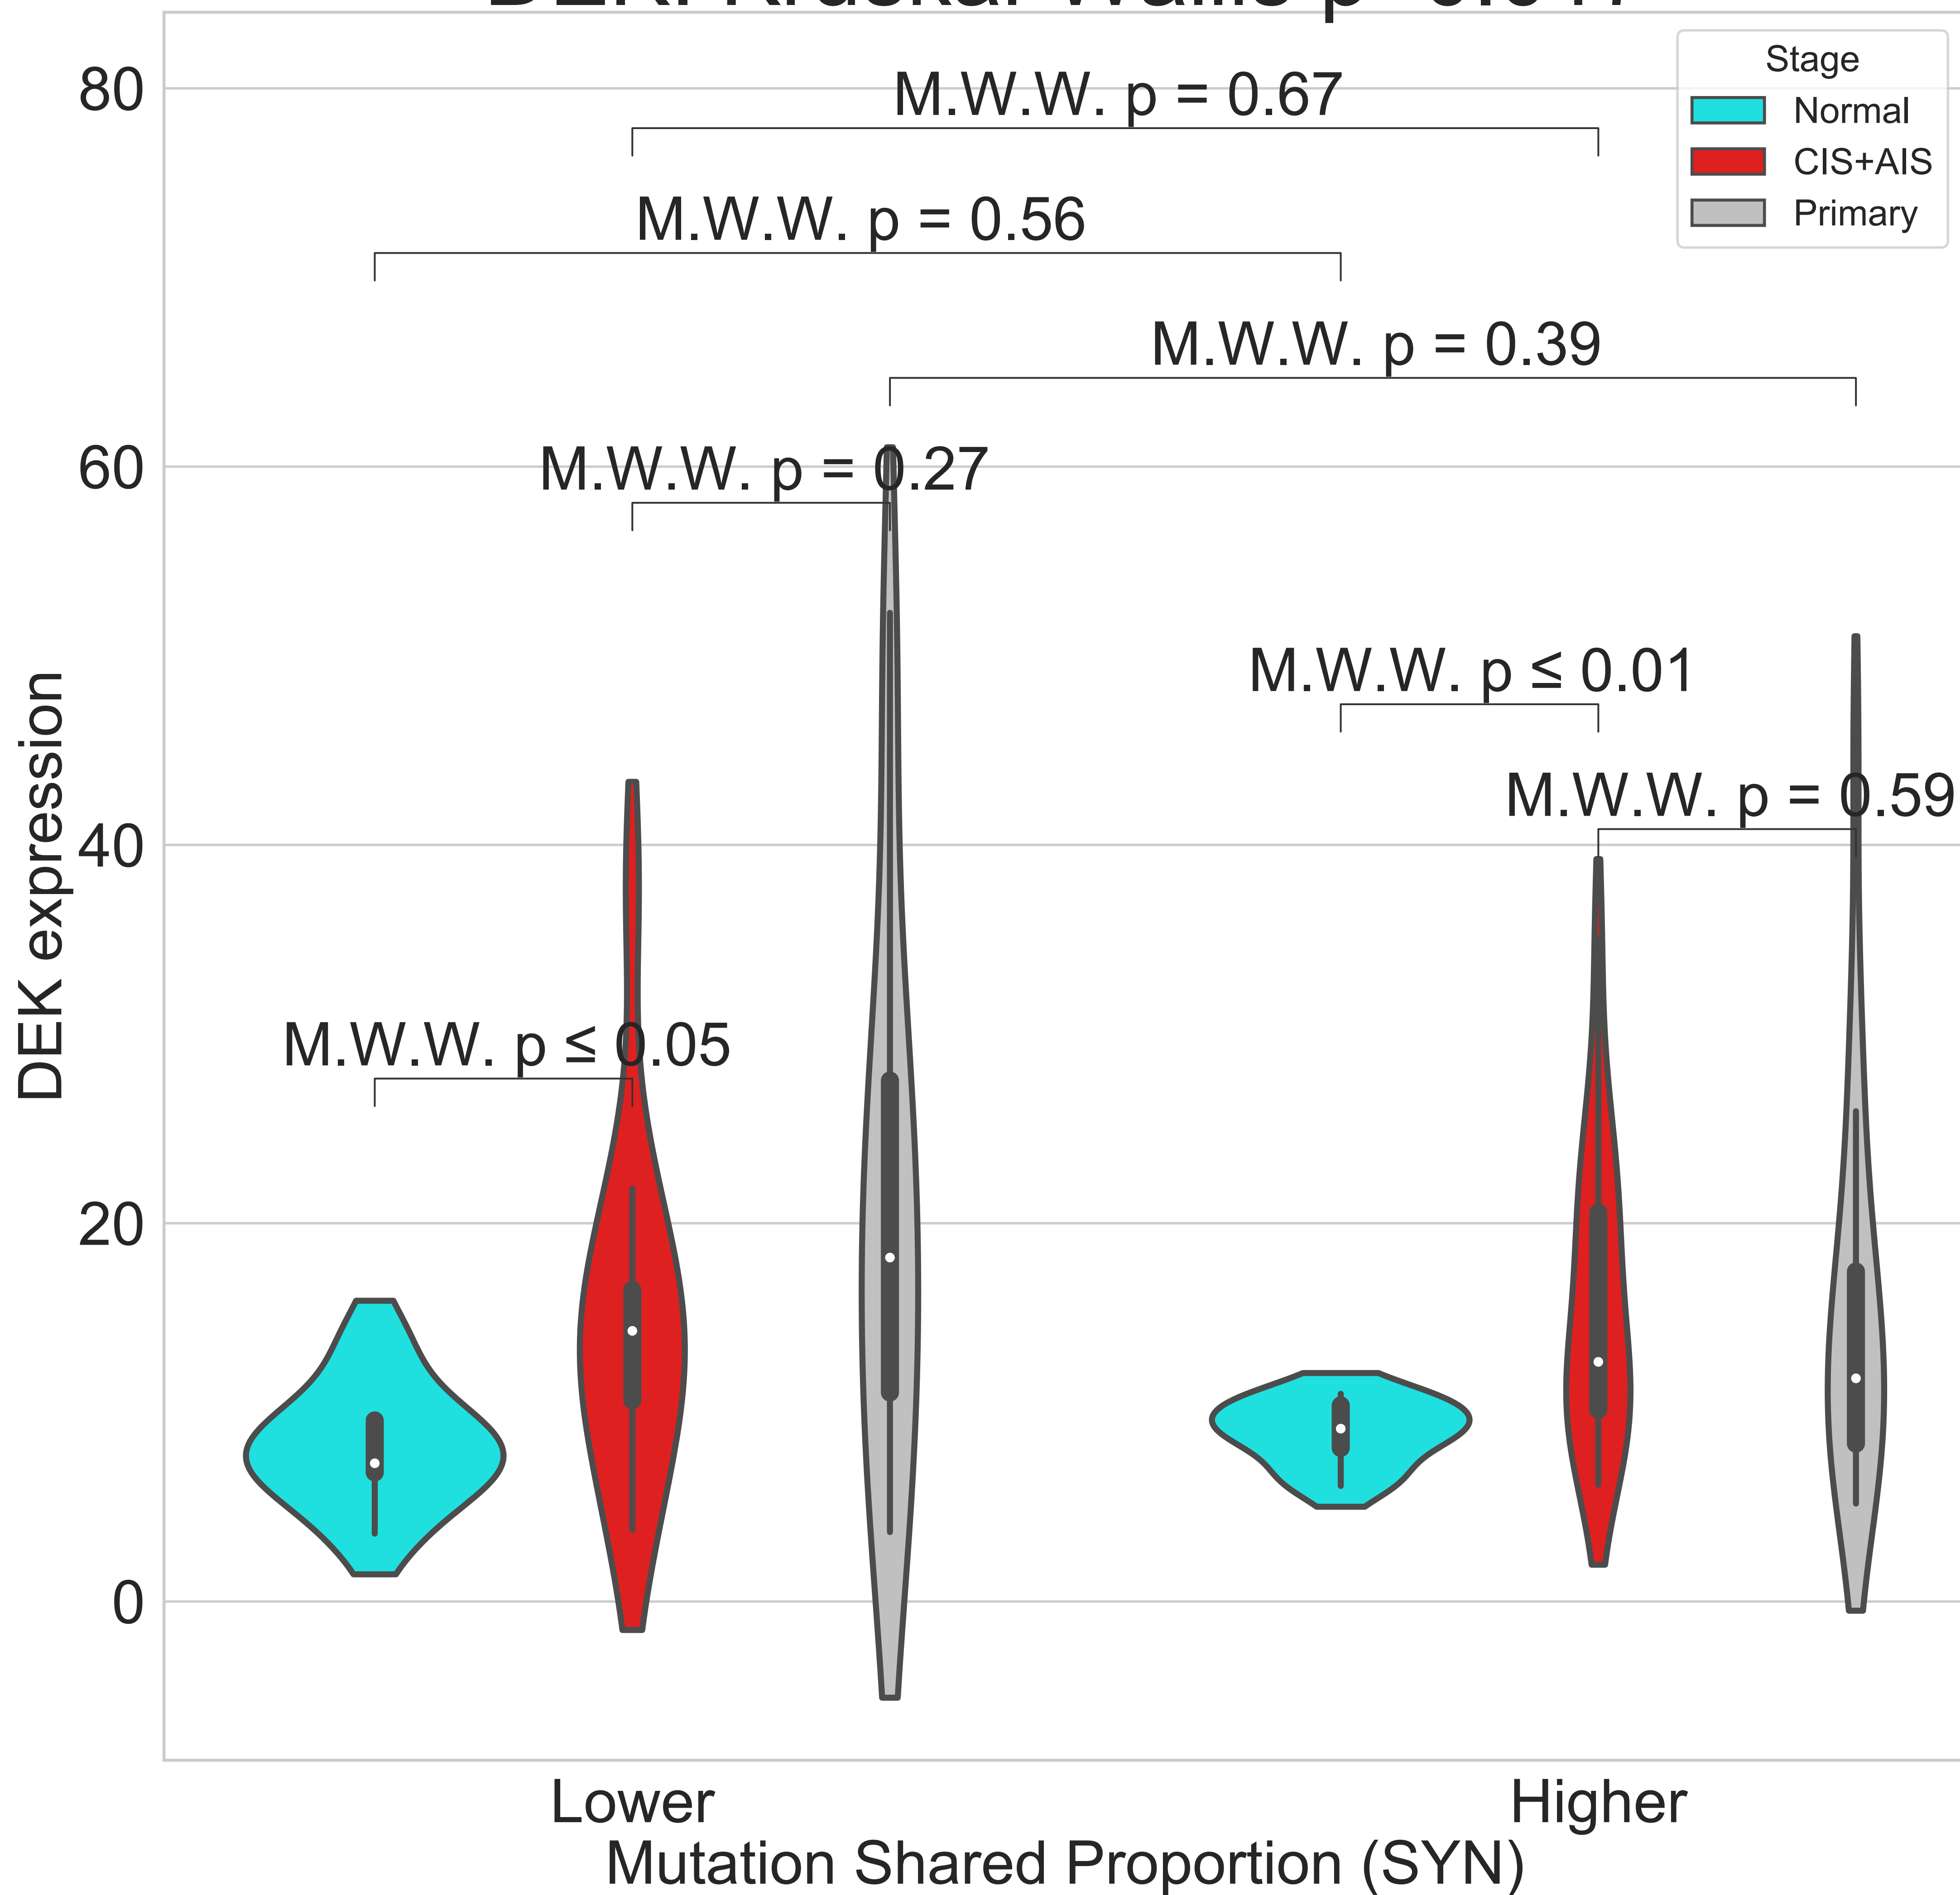 80
M.W.W. p = 0.67
Stage
Normal
CIS+AIS
Primary
M.W.W. p = 0.56
M.W.W. p = 0.39
60
M.W.W. p = 0.27
M.W.W. p ≤ 0.01
M.W.W. p = 0.59
40
M.W.W. p ≤ 0.05
DEK expression
20
0
Lower
Higher
Mutation Shared Proportion (SYN)